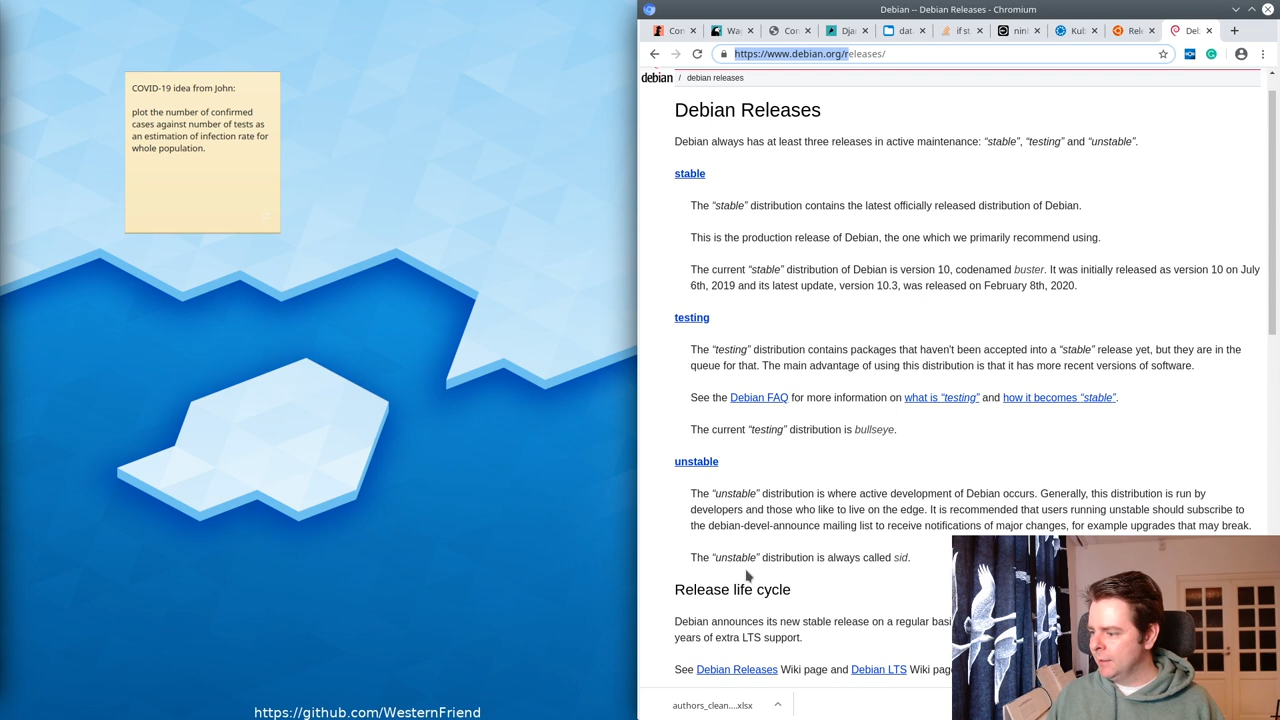 COVID-19 idea from John:
plot the number of confirmed
cases against number of tests as
an estimation of infection rate for
whole population.
https://github.com/WesternFriend
Debian -- Debian Releases - Chromium
Con
Wag
Con
Djan
data
if st
ninj
Kub
Rele
Deb
https://www.debian.org/releases/
debian / debian releases
Debian Releases
Debian always has at least three releases in active maintenance: “stable”, “testing” and “unstable”.
stable
The “stable” distribution contains the latest officially released distribution of Debian.
This is the production release of Debian, the one which we primarily recommend using.
The current “stable” distribution of Debian is version 10, codenamed buster. It was initially released as version 10 on July
6th, 2019 and its latest update, version 10.3, was released on February 8th, 2020.
testing
The “testing” distribution contains packages that haven't been accepted into a “stable” release yet, but they are in the
queue for that. The main advantage of using this distribution is that it has more recent versions of software.
See the Debian FAQ for more information on what is “testing” and how it becomes “stable”.
The current “testing” distribution is bullseye.
unstable
The “unstable” distribution is where active development of Debian occurs. Generally, this distribution is run by
developers and those who like to live on the edge. It is recommended that users running unstable should subscribe to
the debian-devel-announce mailing list to receive notifications of major changes, for example upgrades that may break.
The “unstable” distribution is always called sid.
Release life cycle
Debian announces its new stable release on a regular basi
years of extra LTS support.
See Debian Releases Wiki page and Debian LTS Wiki page
authors_clean....xlsx